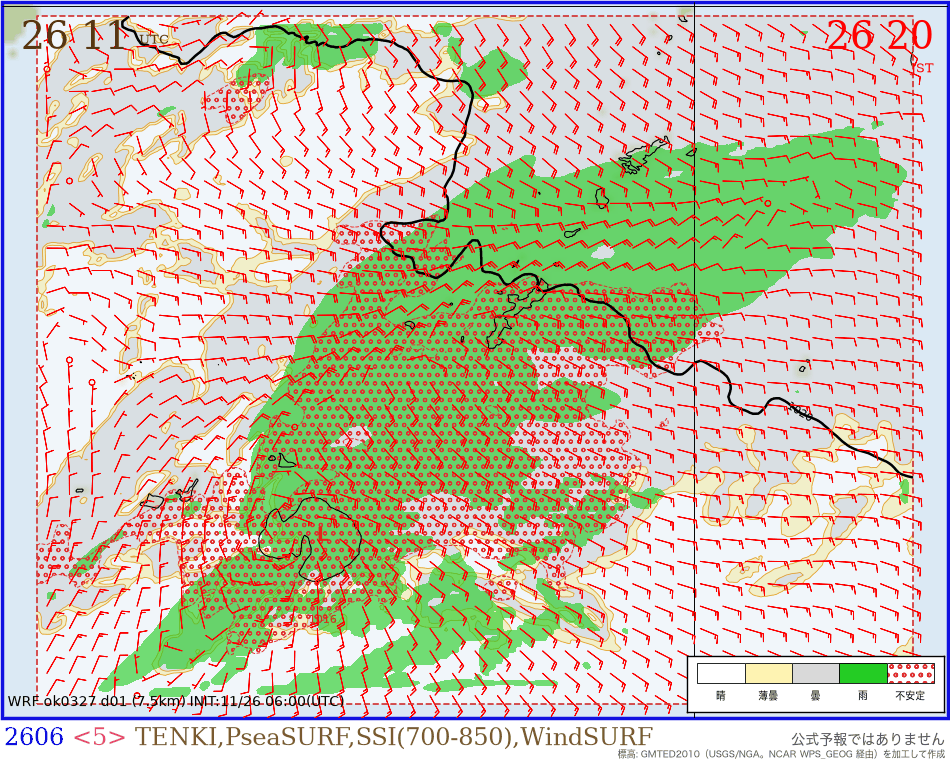 26 11 UTC
26 20
JST
1020
1016
晴 薄曇 曇 雨 不安定
WRF ok0327 d01 (7.5km) INIT:11/26 06:00(UTC)
2606 <5> TENKI,PseaSURF,SSI(700-850),WindSURF
公式予報ではありません
標高: GMTED2010（USGS/NGA。NCAR WPS_GEOG 経由）を加工して作成